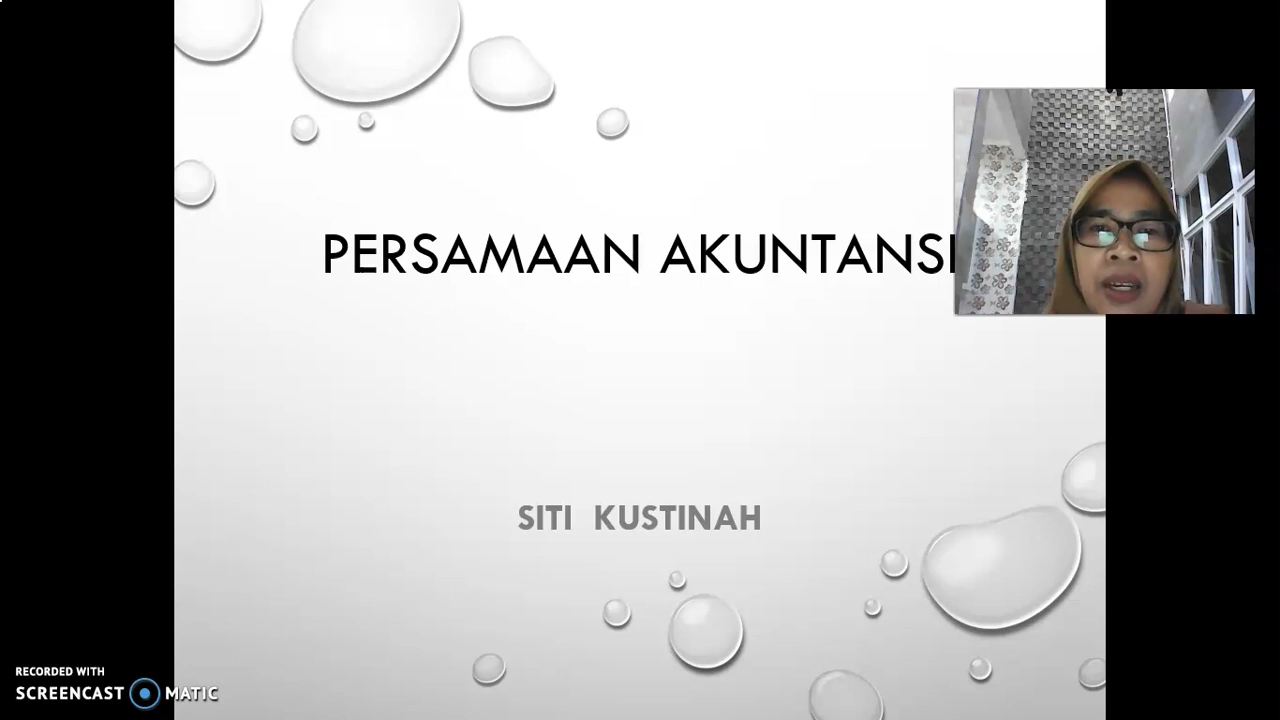 PERSAMAAN AKUNTANSI
SITI KUSTINAH
RECORDED WITH
SCREENCAST MATIC